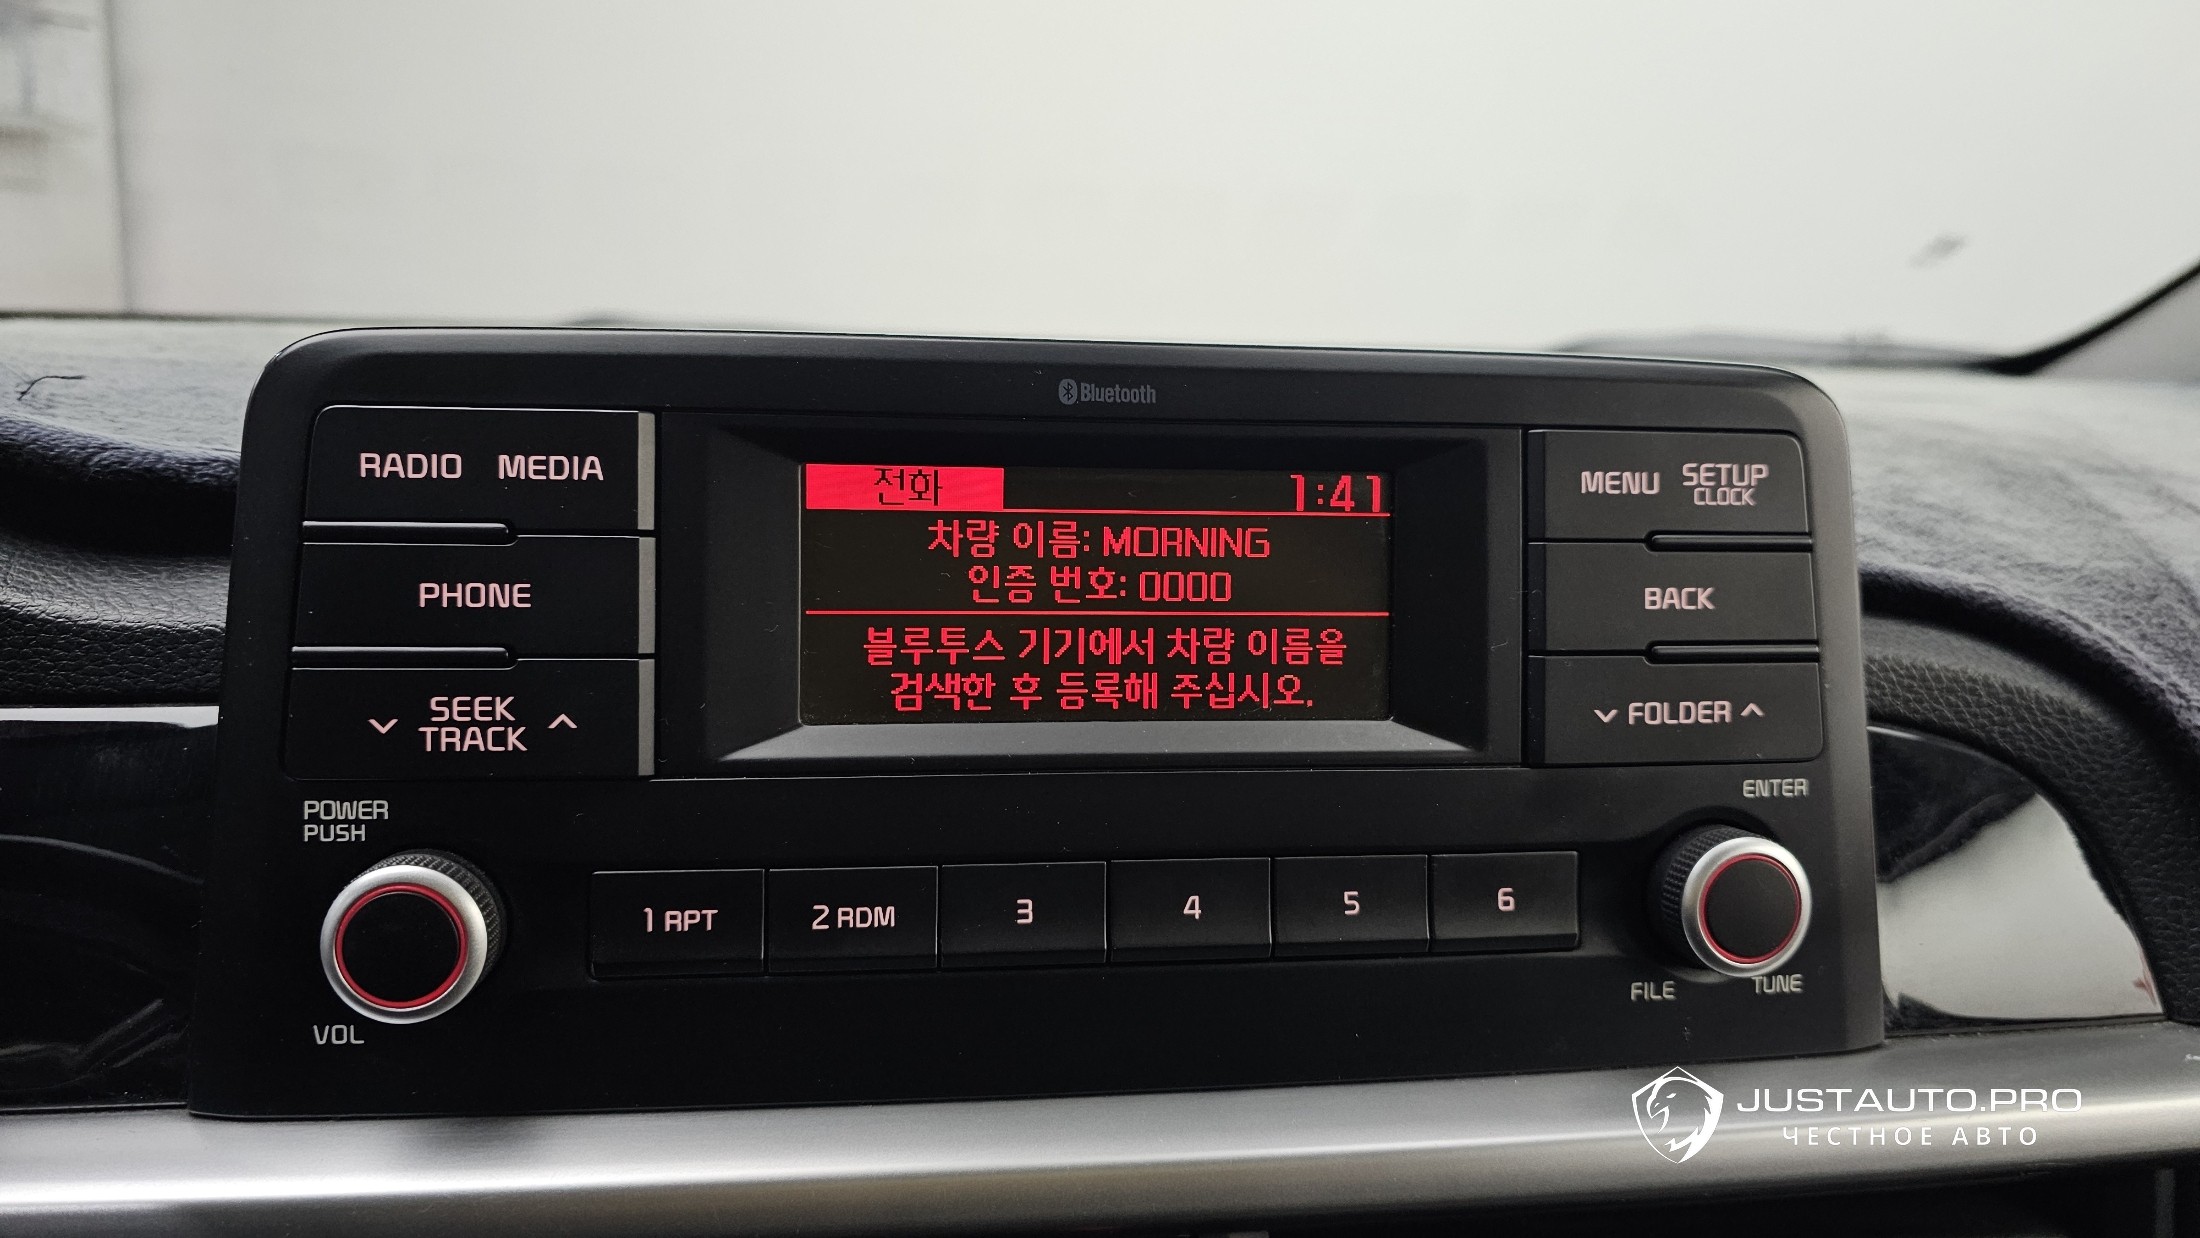 Bluetooth
RADIO MEDIA
PHONE
SEEK
TRACK
POWER
PUSH
VOL
전화 1:41
차량 이름: MORNING
인증 번호: 0000
블루투스 기기에서 차량 이름을
검색한 후 등록해 주십시오.
MENU SETUP
CLOCK
BACK
FOLDER
ENTER
1 RPT 2 RDM 3 4 5 6
FILE TUNE
JUSTAUTO.PRO
ЧЕСТНОЕ АВТО